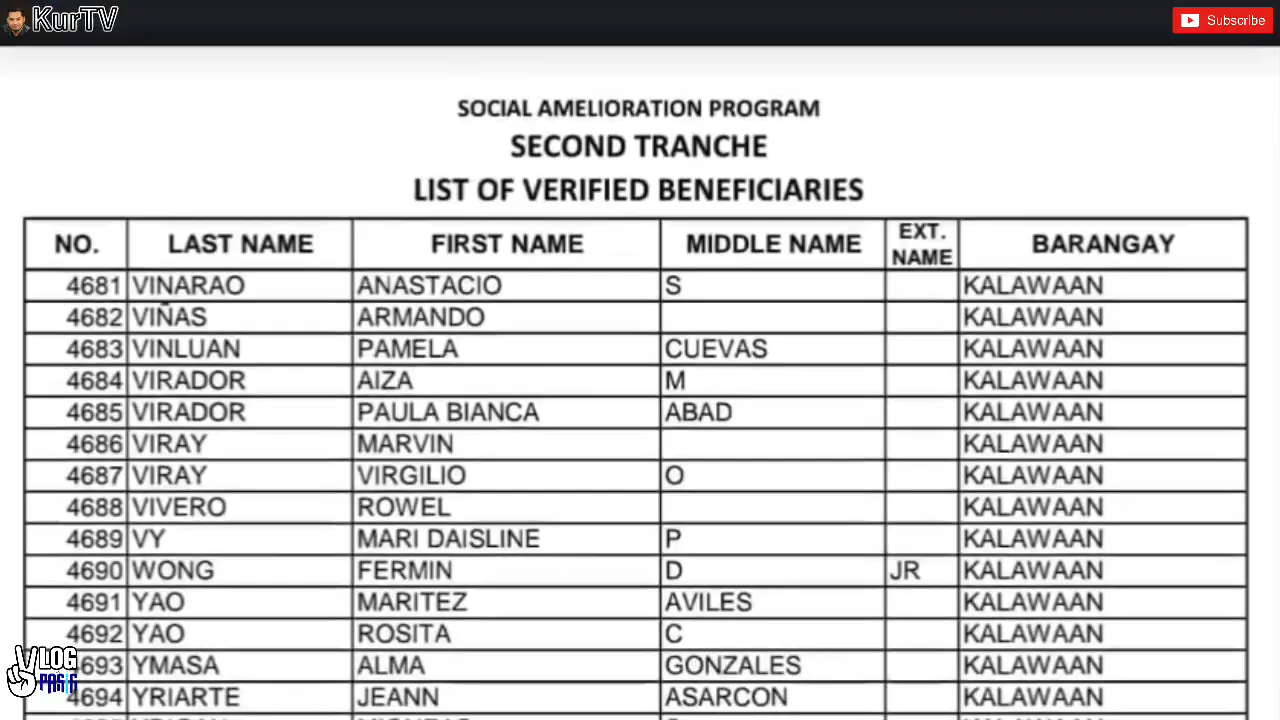 KurTV
Subscribe
SOCIAL AMELIORATION PROGRAM
SECOND TRANCHE
LIST OF VERIFIED BENEFICIARIES
NO. LAST NAME FIRST NAME MIDDLE NAME EXT. NAME BARANGAY
4681 VINARAO ANASTACIO S KALAWAAN
4682 VIÑAS ARMANDO KALAWAAN
4683 VINLUAN PAMELA CUEVAS KALAWAAN
4684 VIRADOR AIZA M KALAWAAN
4685 VIRADOR PAULA BIANCA ABAD KALAWAAN
4686 VIRAY MARVIN KALAWAAN
4687 VIRAY VIRGILIO O KALAWAAN
4688 VIVERO ROWEL KALAWAAN
4689 VY MARI DAISLINE P KALAWAAN
4690 WONG FERMIN D JR KALAWAAN
4691 YAO MARITEZ AVILES KALAWAAN
4692 YAO ROSITA C KALAWAAN
4693 YMASA ALMA GONZALES KALAWAAN
4694 YRIARTE JEANN ASARCON KALAWAAN
VLOG
PASIG